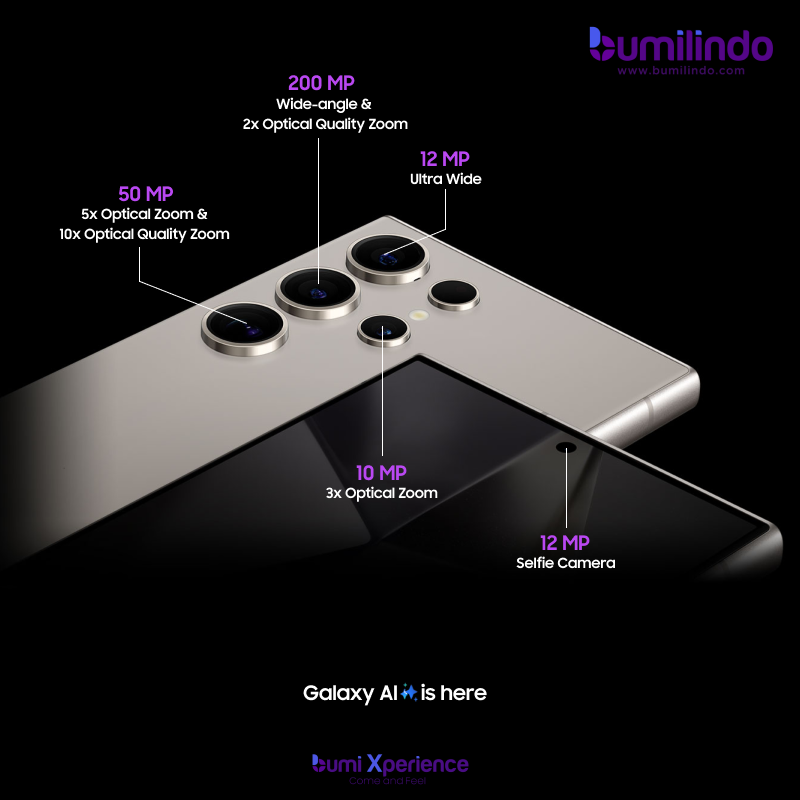 bumilindo
www.bumilindo.com
200 MP
Wide-angle &
2x Optical Quality Zoom
12 MP
Ultra Wide
50 MP
5x Optical Zoom &
10x Optical Quality Zoom
10 MP
3x Optical Zoom
12 MP
Selfie Camera
Galaxy AI is here
bumi Xperience
Come and Feel